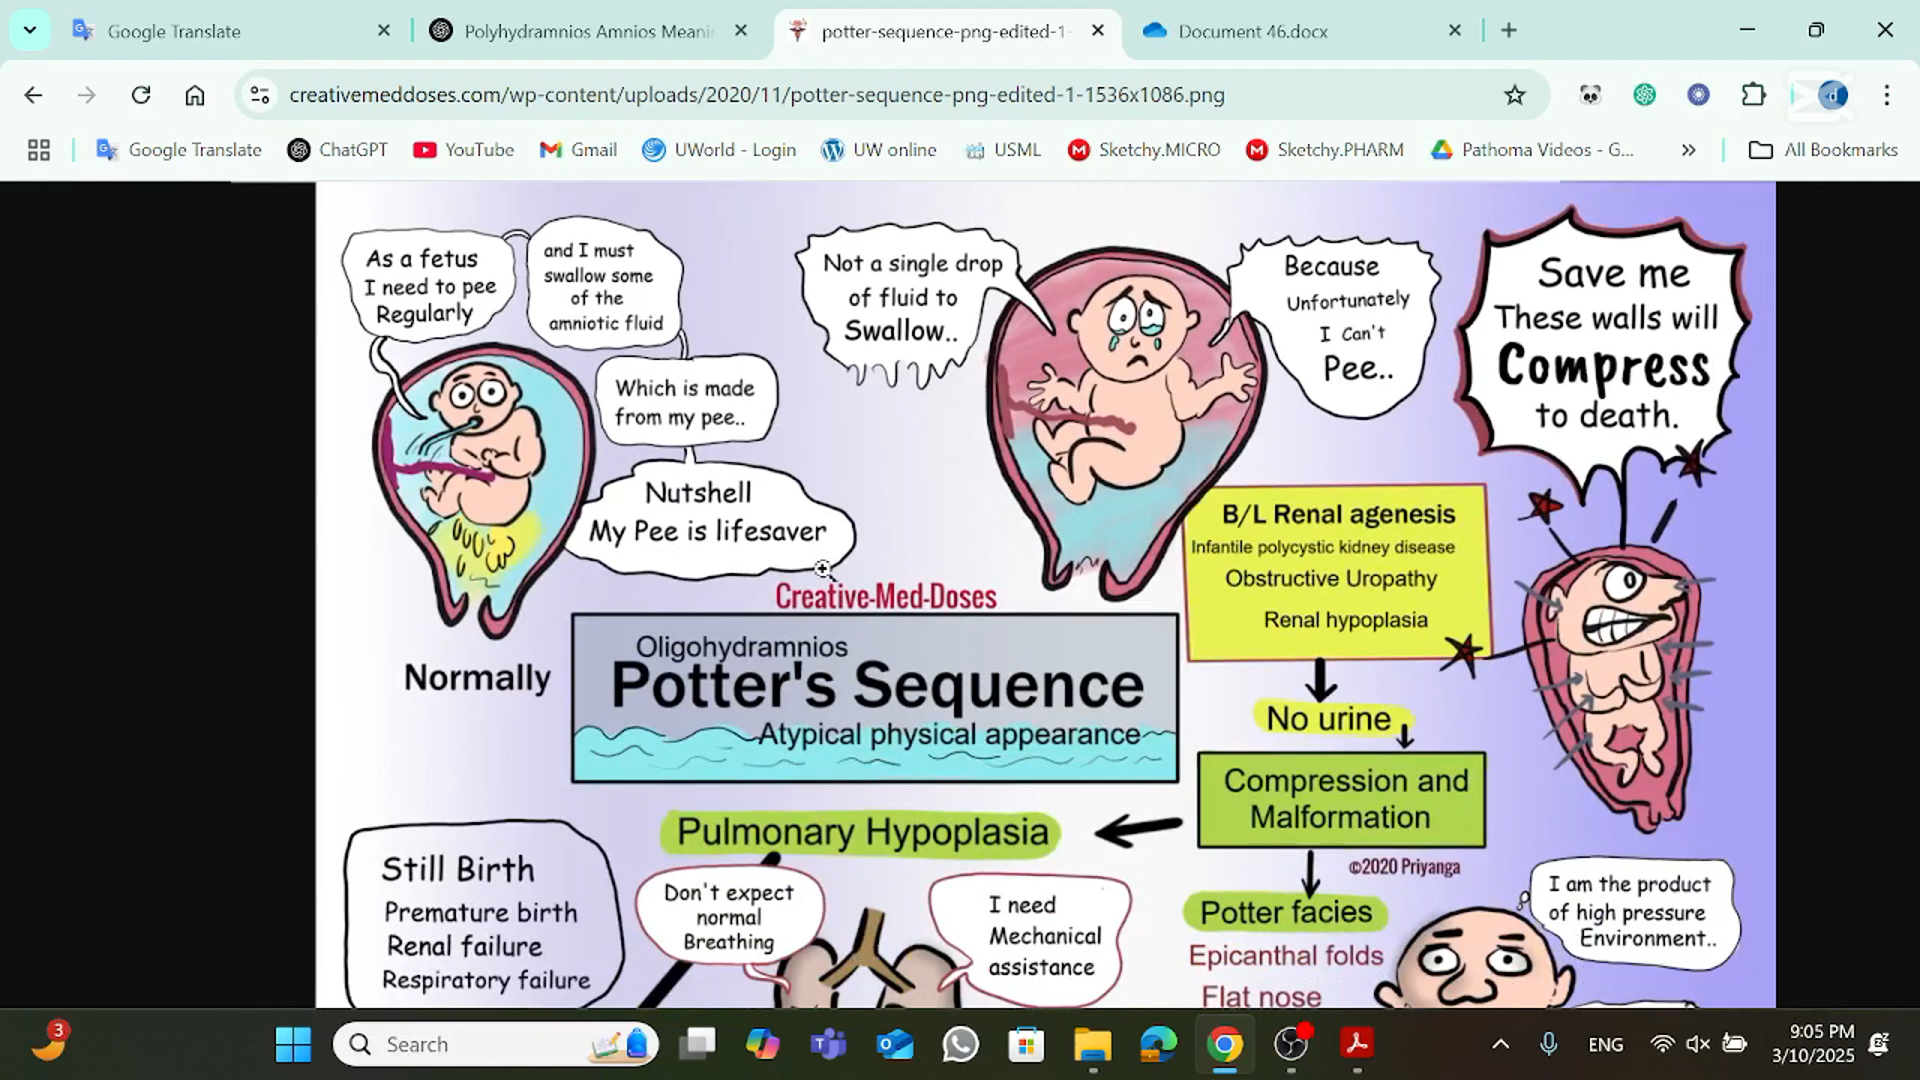 Google Translate
Polyhydramnios Amnios Meani
potter-sequence-png-edited-1-
Document 46.docx
creativemeddoses.com/wp-content/uploads/2020/11/potter-sequence-png-edited-1-1536x1086.png
d
Google Translate
ChatGPT
YouTube
Gmail
UWorld - Login
UW online
USML
Sketchy.MICRO
Sketchy.PHARM
Pathoma Videos - G...
All Bookmarks
As a fetus
I need to pee
Regularly
and I must
swallow some
of the
amniotic fluid
Which is made
from my pee..
Nutshell
My Pee is lifesaver
Normally
Not a single drop
of fluid to
Swallow..
Because
Unfortunately
I Can't
Pee..
Save me
These walls will
Compress
to death.
Creative-Med-Doses
Oligohydramnios
Potter's Sequence
Atypical physical appearance
B/L Renal agenesis
Infantile polycystic kidney disease
Obstructive Uropathy
Renal hypoplasia
No urine
Compression and
Malformation
©2020 Priyanga
Pulmonary Hypoplasia
Still Birth
Premature birth
Renal failure
Respiratory failure
Don't expect
normal
Breathing
I need
Mechanical
assistance
Potter facies
Epicanthal folds
Flat nose
I am the product
of high pressure
Environment..
3
Search
ENG
9:05 PM
3/10/2025